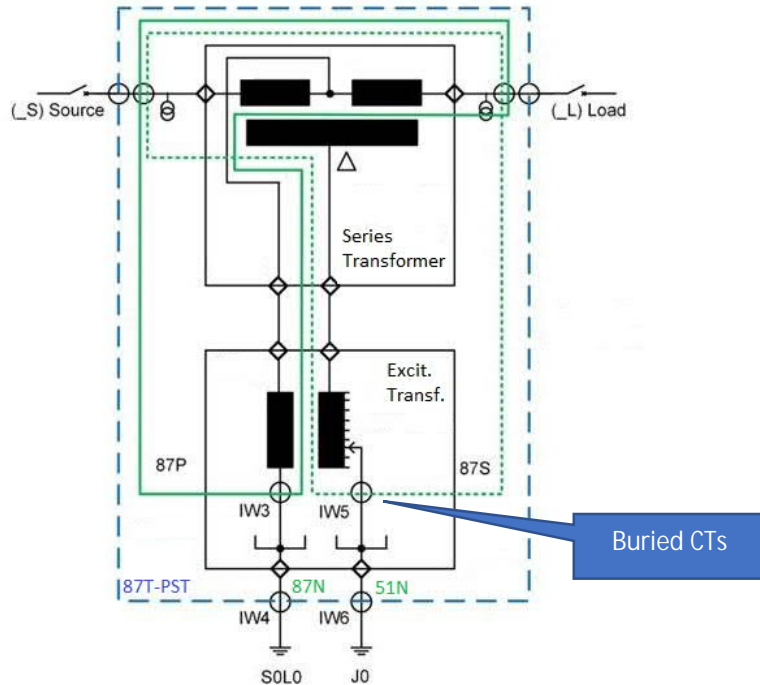 (_S) Source
(_L) Load
Series
Transformer
Excit.
Transf.
87P
87S
IW3
IW5
Buried CTs
87T-PST
87N
51N
IW4
IW6
S0L0
J0